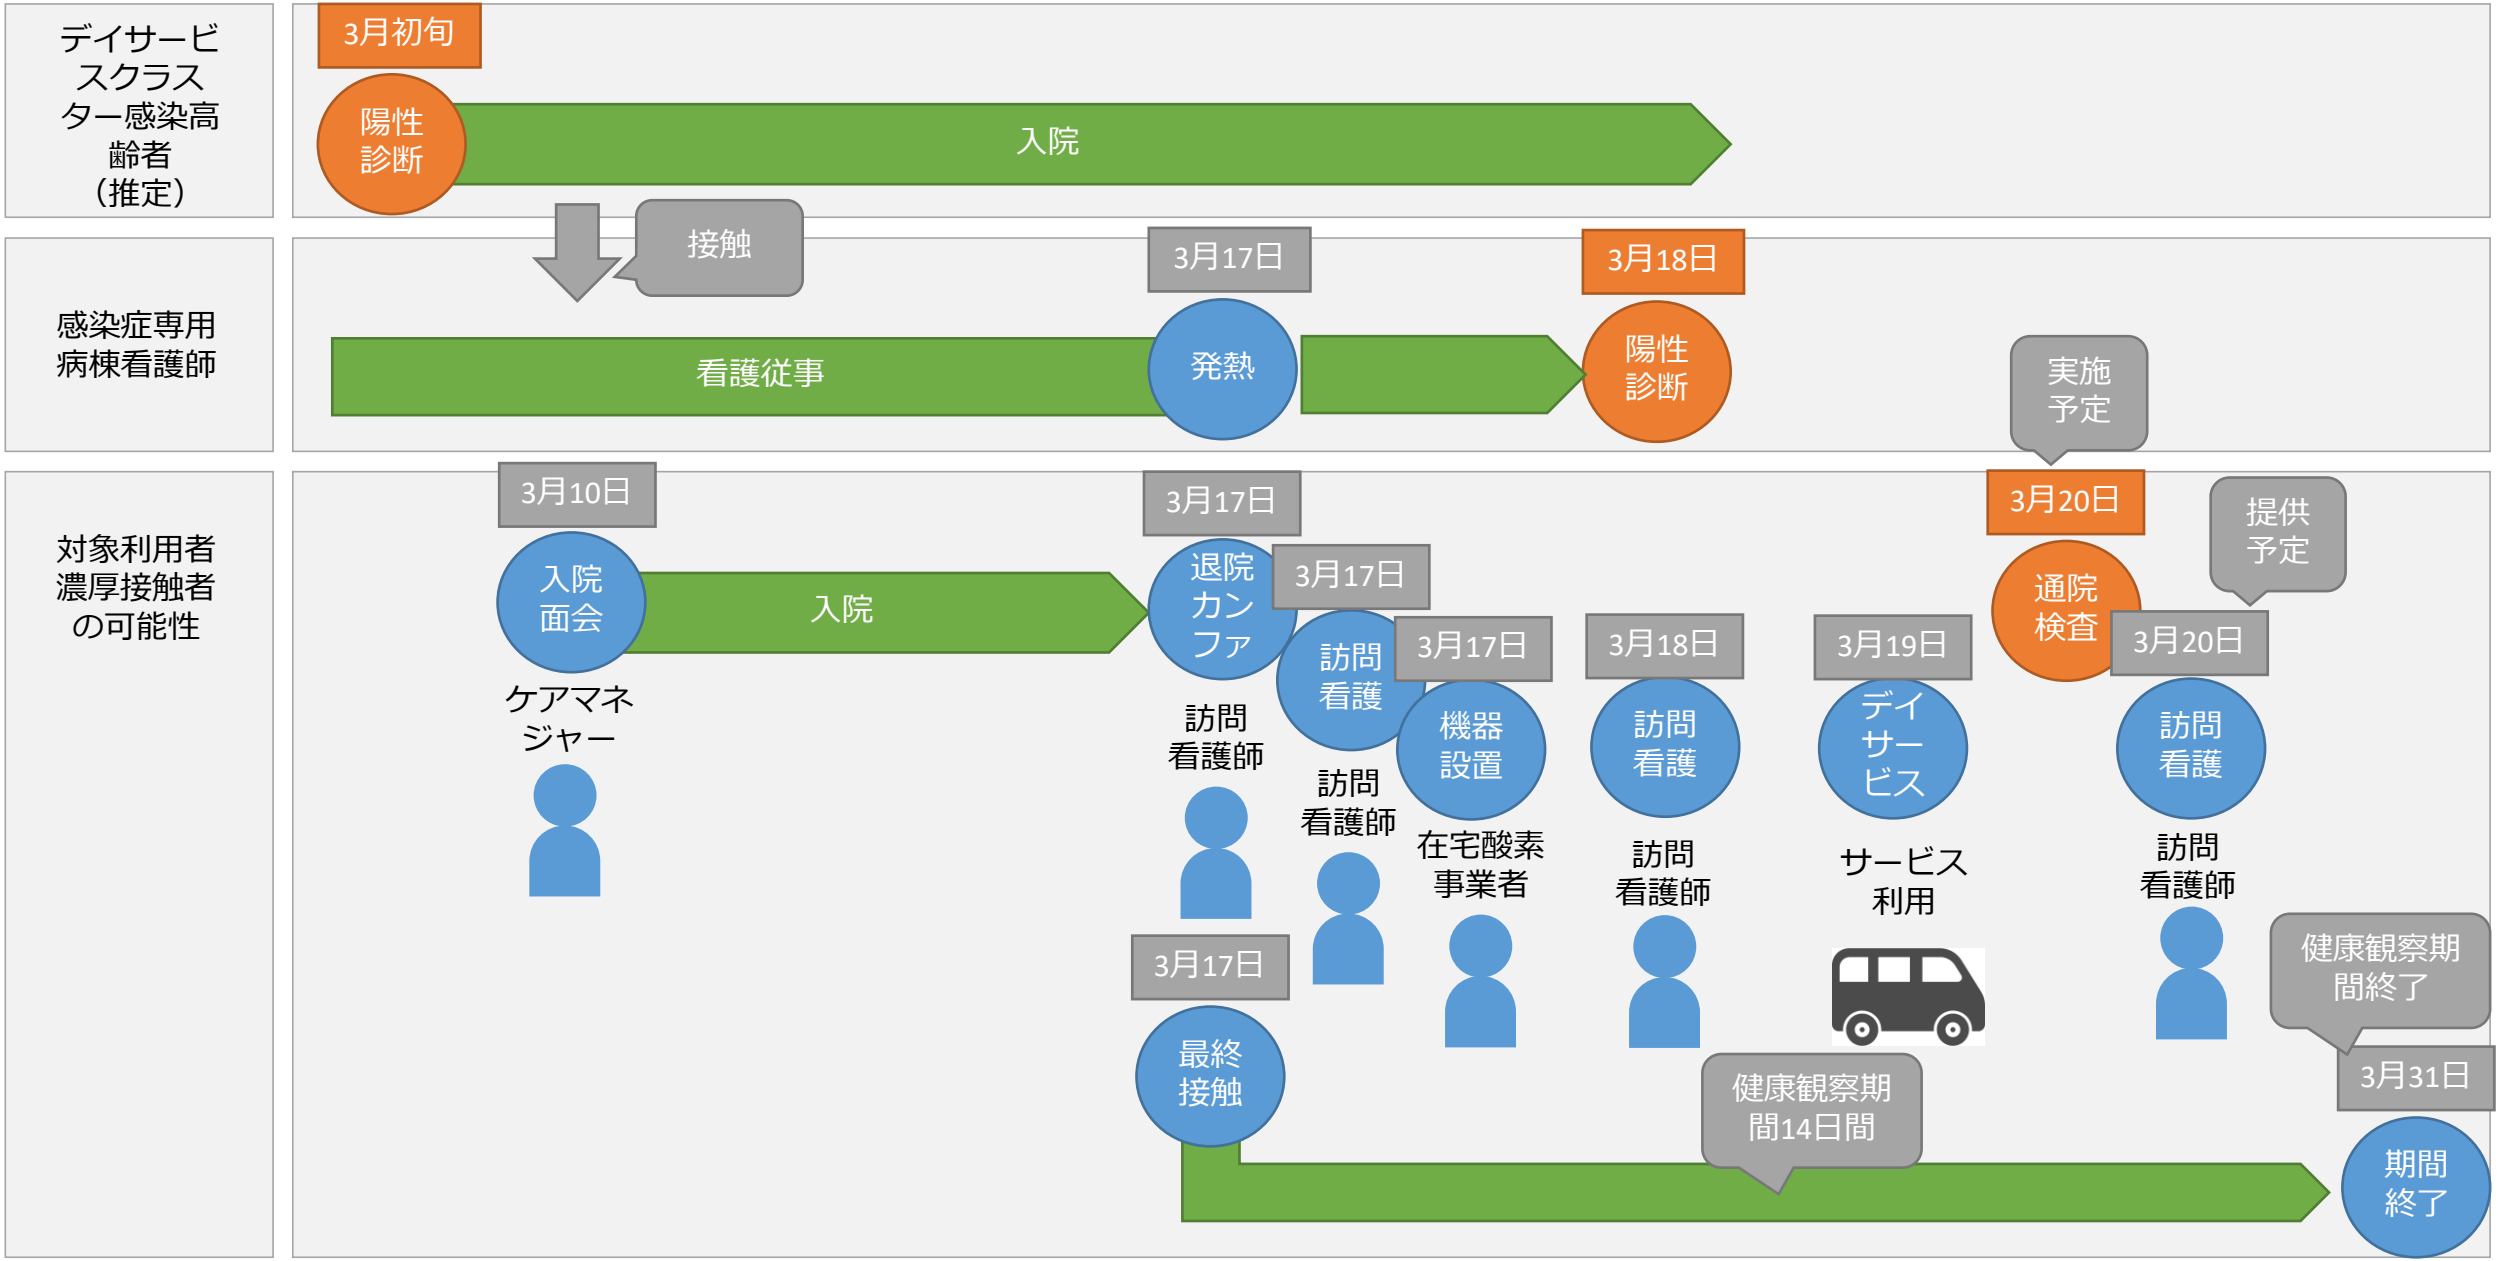 デイサービ
スクラス
ター感染高
齢者
（推定）
3月初旬
陽性
診断
入院
接触
感染症専用
病棟看護師
看護従事
3月17日
発熱
3月18日
陽性
診断
対象利用者
濃厚接触者
の可能性
3月10日
入院
面会
ケアマネ
ジャー
入院
3月17日
退院
カン
ファ
訪問
看護師
3月17日
訪問
看護
訪問
看護師
3月17日
機器
設置
在宅酸素
事業者
3月18日
訪問
看護
訪問
看護師
3月19日
デイ
サー
ビス
サービス
利用
実施
予定
3月20日
通院
検査
提供
予定
3月20日
訪問
看護
訪問
看護師
3月17日
最終
接触
健康観察期
間14日間
健康観察期
間終了
3月31日
期間
終了